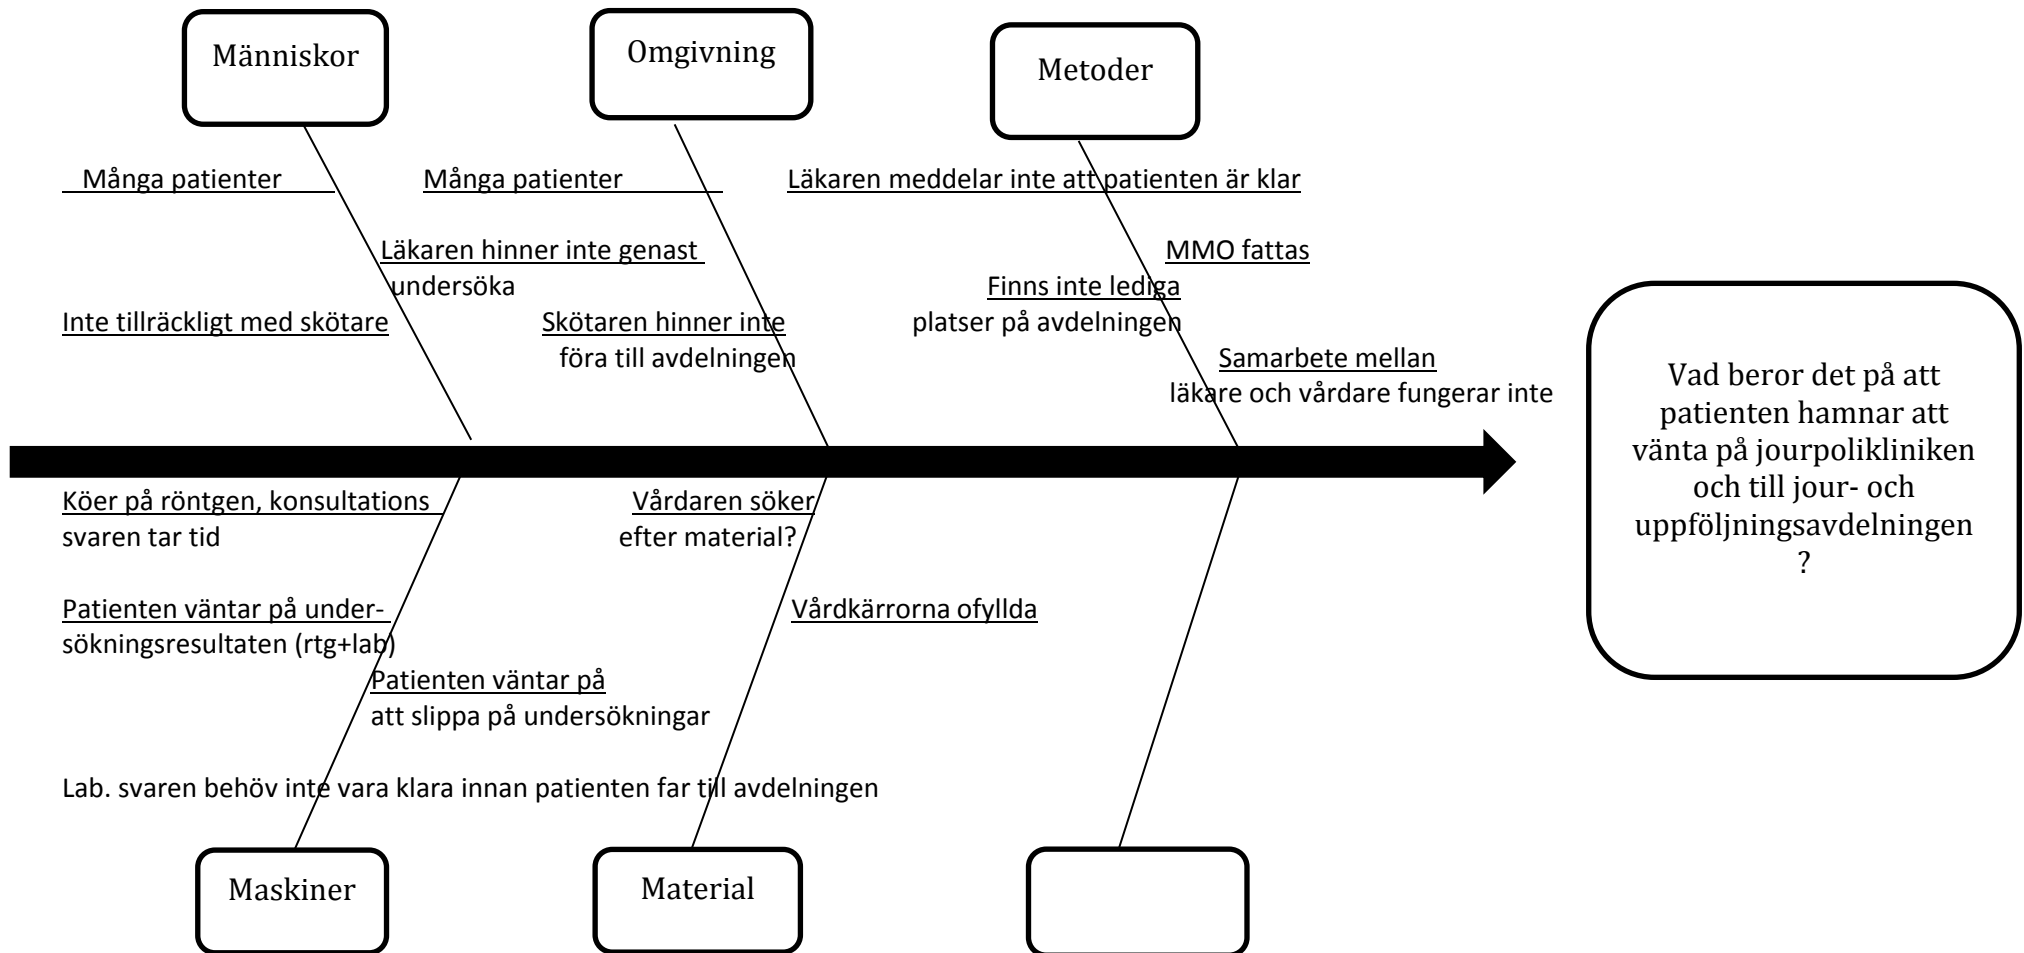 Människor
Omgivning
Metoder
Många patienter
Många patienter
Läkaren meddelar inte att patienten är klar
Läkaren hinner inte genast
undersöka
MMO fattas
Finns inte lediga
platser på avdelningen
Inte tillräckligt med skötare
Skötaren hinner inte
föra till avdelningen
Samarbete mellan
läkare och vårdare fungerar inte
Vad beror det på att
patienten hamnar att
vänta på jourpolikliniken
och till jour- och
uppföljningsavdelningen
?
Köer på röntgen, konsultations
svaren tar tid
Vårdaren söker
efter material?
Patienten väntar på under-
sökningsresultaten (rtg+lab)
Vårdkärrorna ofyllda
Patienten väntar på
att slippa på undersökningar
Lab. svaren behöv inte vara klara innan patienten far till avdelningen
Maskiner
Material